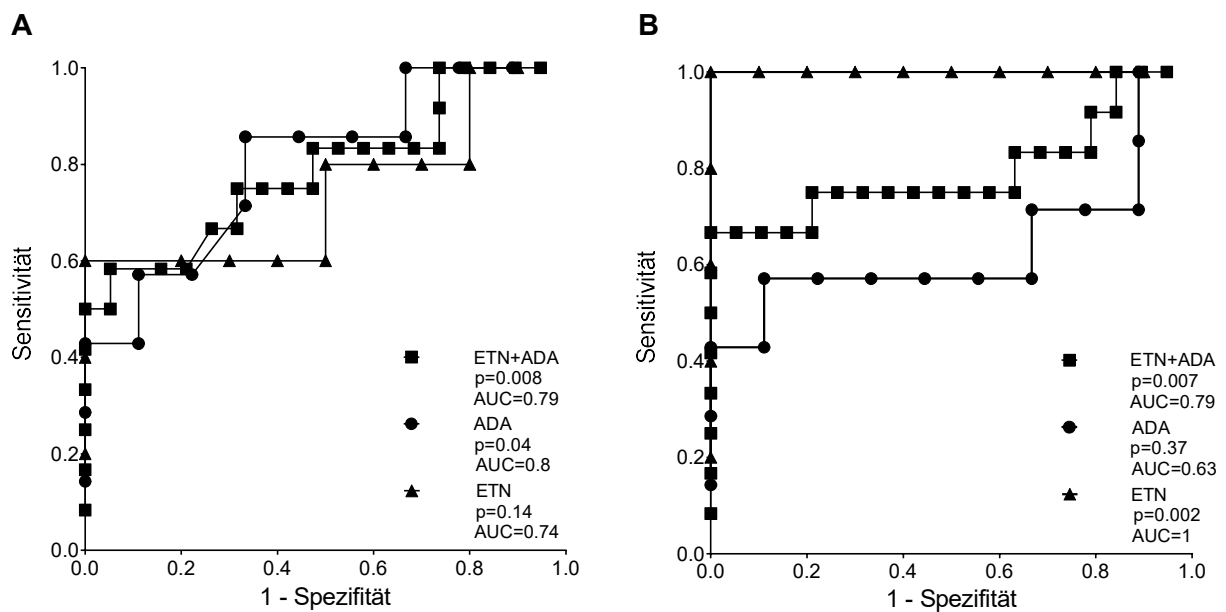 A
Sensitivität
1.0
0.8
0.6
0.4
0.2
0.0
ETN+ADA
p=0.008
AUC=0.79
ADA
p=0.04
AUC=0.8
ETN
p=0.14
AUC=0.74
0.0 0.2 0.4 0.6 0.8 1.0
1 - Spezifität
B
Sensitivität
1.0
0.8
0.6
0.4
0.2
0.0
ETN+ADA
p=0.007
AUC=0.79
ADA
p=0.37
AUC=0.63
ETN
p=0.002
AUC=1
0.0 0.2 0.4 0.6 0.8 1.0
1 - Spezifität